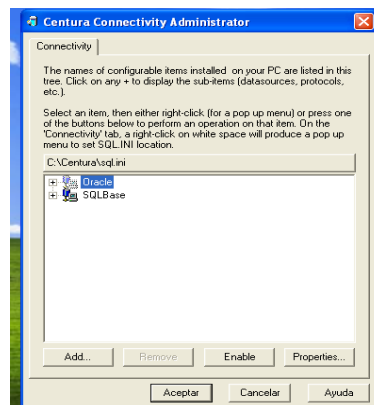 Centura Connectivity Administrator
Connectivity
The names of configurable items installed on your PC are listed in this
tree. Click on any + to display the sub-items (datasources, protocols,
etc.).
Select an item, then either right-click (for a pop up menu) or press one
of the buttons below to perform an operation on that item. On the
'Connectivity' tab, a right-click on white space will produce a pop up
menu to set SQL.INI location.
C:\Centura\sql.ini
Oracle
SQLBase
Add... Remove Enable Properties...
Aceptar Cancelar Ayuda